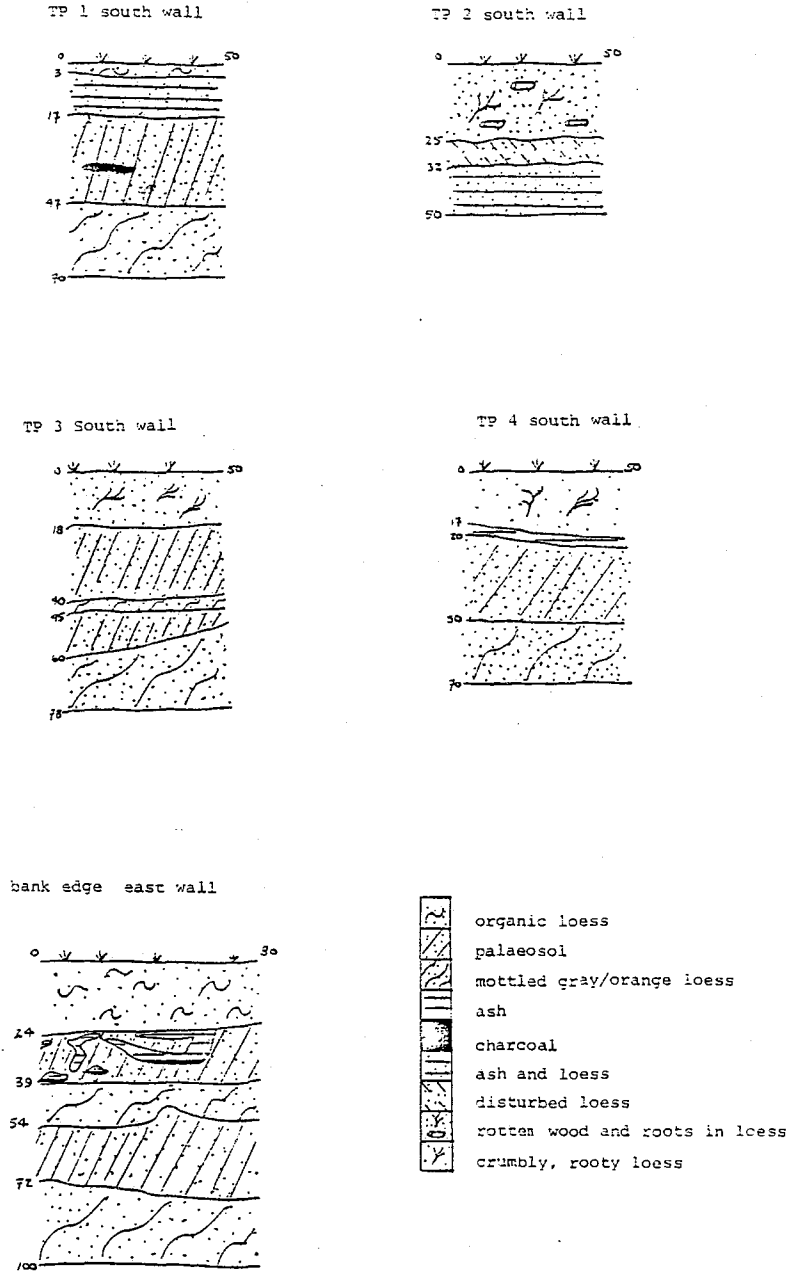 TP 1 south wall
0 50
3
17
47
70
TP 2 south wall
0 50
25
32
50
TP 3 South wall
0 50
18
40
45
60
78
TP 4 south wall
0 50
17
20
50
70
bank edge east wall
0 30
24
39
54
72
100
organic loess
palaeosol
mottled gray/orange loess
ash
charcoal
ash and loess
disturbed loess
rotten wood and roots in loess
crumbly, rooty loess